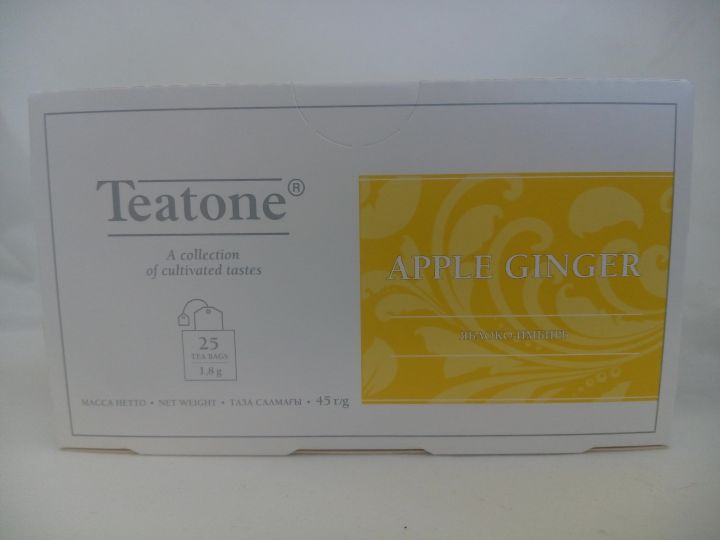 Teatone®
A collection
of cultivated tastes
25
TEA BAGS
1,8 g
МАССА НЕТТО • NET WEIGHT • ТАЗА САЛМАҒЫ • 45 г/g
APPLE GINGER
ЯБЛОКО-ИМБИРЬ